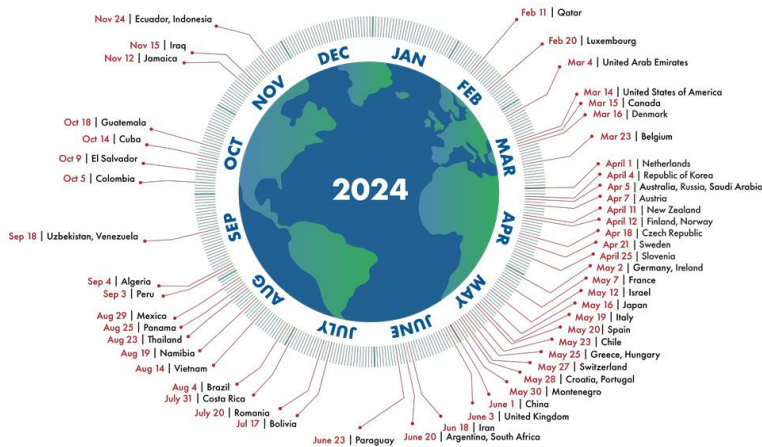 2024
JAN
FEB
MAR
APR
MAY
JUNE
JULY
AUG
SEP
OCT
NOV
DEC
Feb 11 | Qatar
Feb 20 | Luxembourg
Mar 4 | United Arab Emirates
Mar 14 | United States of America
Mar 15 | Canada
Mar 16 | Denmark
Mar 23 | Belgium
April 1 | Netherlands
April 4 | Republic of Korea
Apr 5 | Australia, Russia, Saudi Arabia
Apr 7 | Austria
April 11 | New Zealand
April 12 | Finland, Norway
Apr 18 | Czech Republic
Apr 21 | Sweden
April 25 | Slovenia
May 2 | Germany, Ireland
May 7 | France
May 12 | Israel
May 16 | Japan
May 19 | Italy
May 20 | Spain
May 23 | Chile
May 25 | Greece, Hungary
May 27 | Switzerland
May 28 | Croatia, Portugal
May 30 | Montenegro
June 1 | China
June 3 | United Kingdom
Jun 18 | Iran
June 20 | Argentina, South Africa
June 23 | Paraguay
Jul 17 | Bolivia
July 20 | Romania
July 31 | Costa Rica
Aug 4 | Brazil
Aug 14 | Vietnam
Aug 19 | Namibia
Aug 23 | Thailand
Aug 25 | Panama
Aug 29 | Mexico
Sep 3 | Peru
Sep 4 | Algeria
Sep 18 | Uzbekistan, Venezuela
Oct 5 | Colombia
Oct 9 | El Salvador
Oct 14 | Cuba
Oct 18 | Guatemala
Nov 12 | Jamaica
Nov 15 | Iraq
Nov 24 | Ecuador, Indonesia